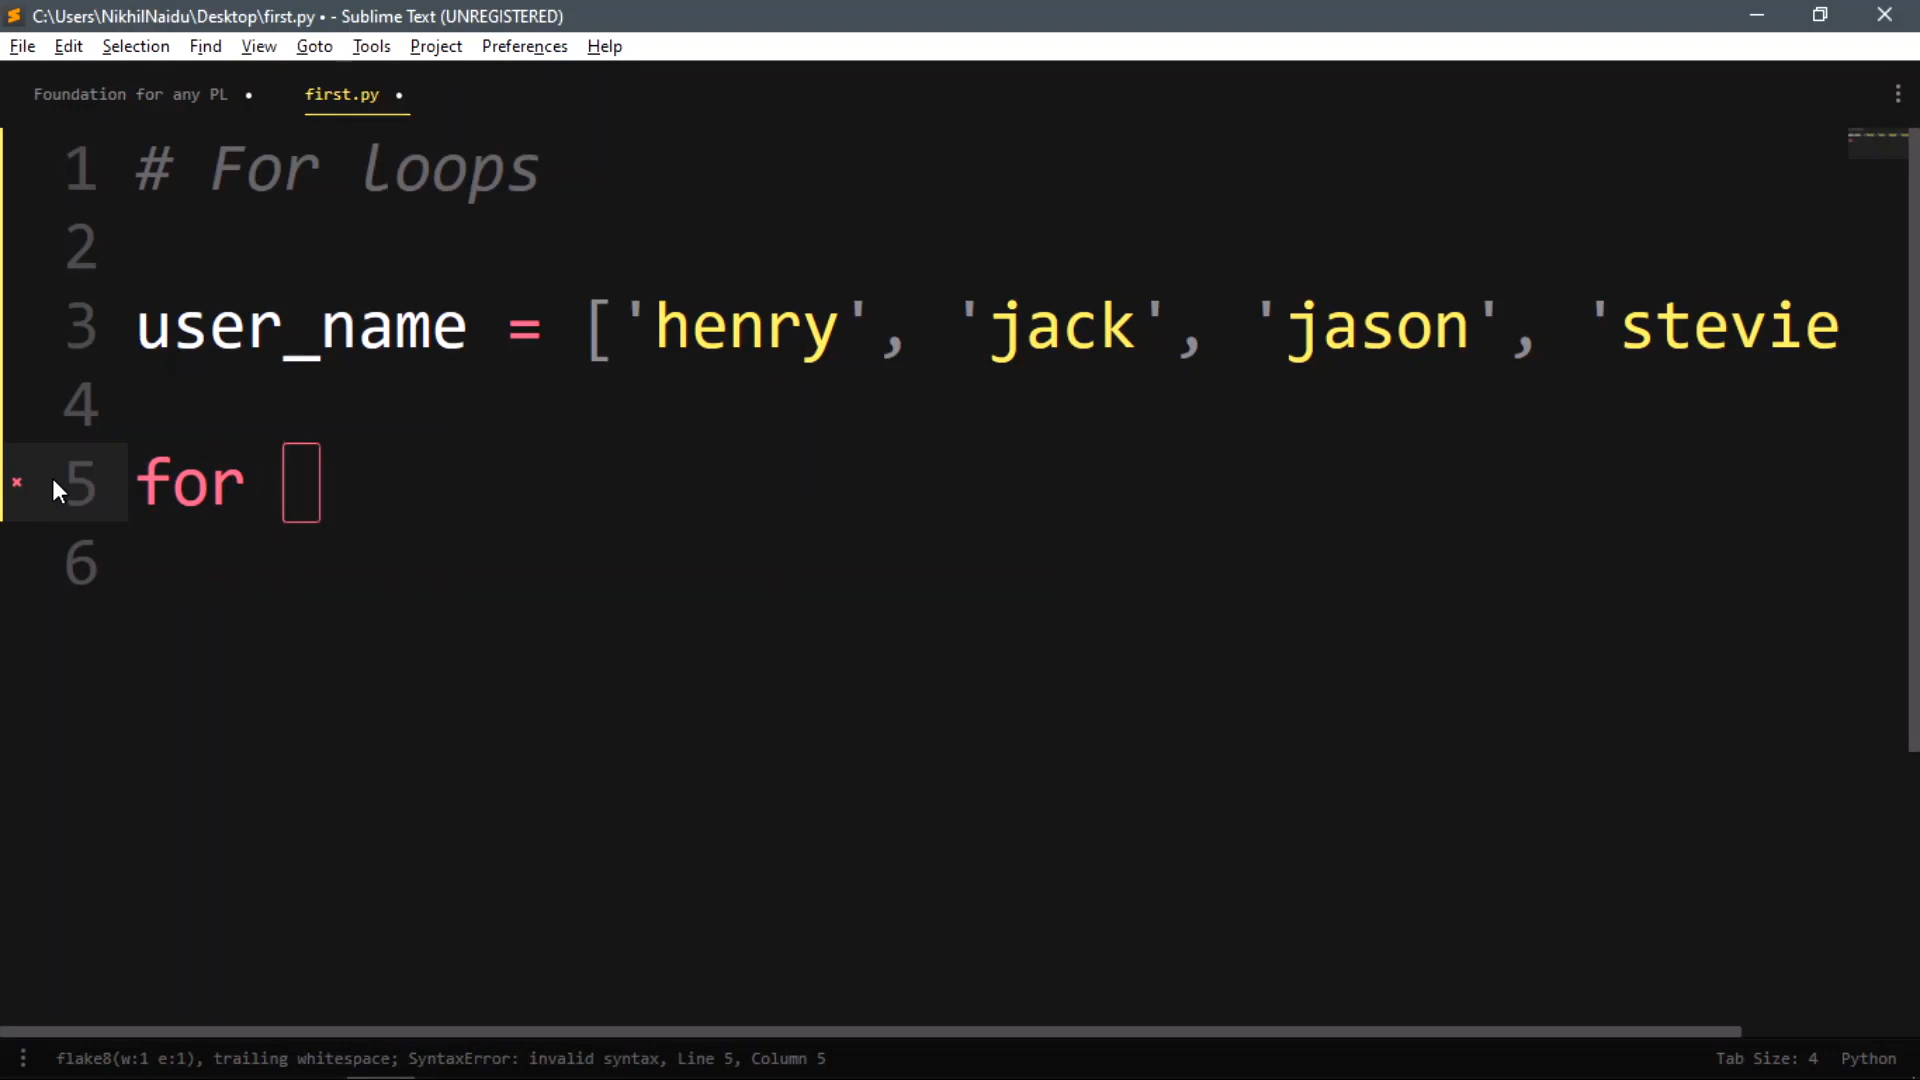 C:\Users\NikhilNaidu\Desktop\first.py • - Sublime Text (UNREGISTERED)
File Edit Selection Find View Goto Tools Project Preferences Help
Foundation for any PL • first.py •
1 # For loops
2
3 user_name = ['henry', 'jack', 'jason', 'stevie
4
5 for
6
flake8(w:1 e:1), trailing whitespace; SyntaxError: invalid syntax, Line 5, Column 5 Tab Size: 4 Python